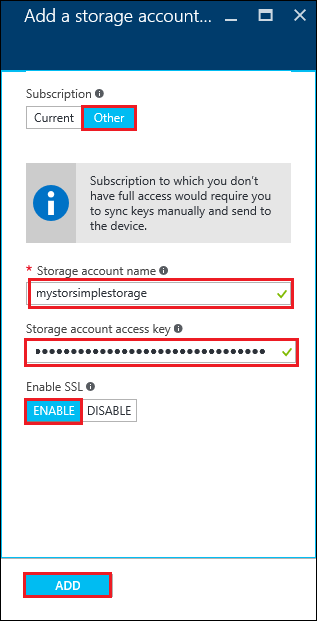 Add a storage account...
Subscription
Current Other
Subscription to which you don't
have full access would require you
to sync keys manually and send to
the device.
* Storage account name
mystorsimplestorage
Storage account access key
••••••••••••••••••••••••••••••••••
Enable SSL
ENABLE DISABLE
ADD